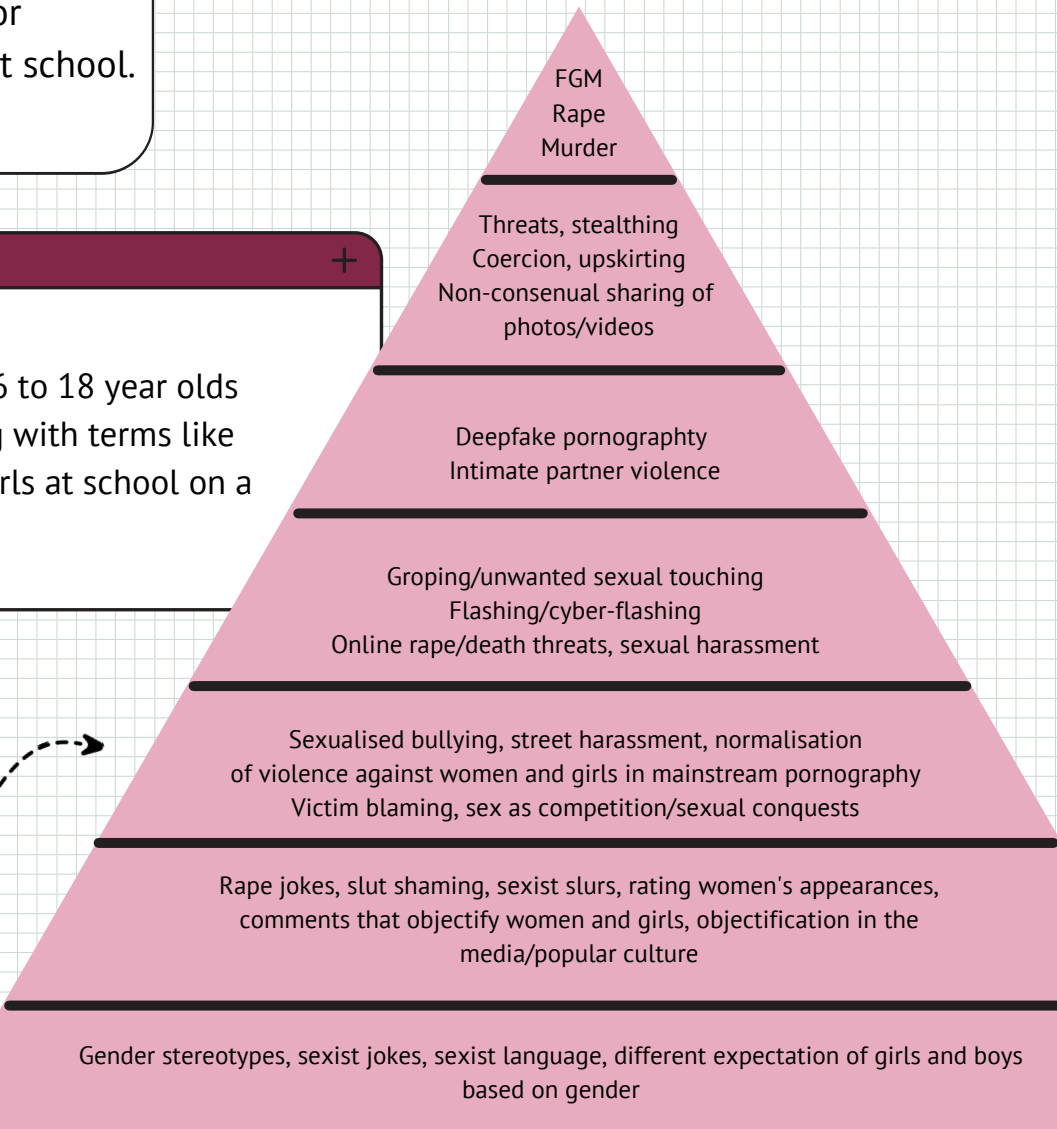 or
t school.
+
6 to 18 year olds
g with terms like
rls at school on a
FGM
Rape
Murder
Threats, stealthing
Coercion, upskirting
Non-consenual sharing of
photos/videos
Deepfake pornographty
Intimate partner violence
Groping/unwanted sexual touching
Flashing/cyber-flashing
Online rape/death threats, sexual harassment
Sexualised bullying, street harassment, normalisation
of violence against women and girls in mainstream pornography
Victim blaming, sex as competition/sexual conquests
Rape jokes, slut shaming, sexist slurs, rating women's appearances,
comments that objectify women and girls, objectification in the
media/popular culture
Gender stereotypes, sexist jokes, sexist language, different expectation of girls and boys
based on gender